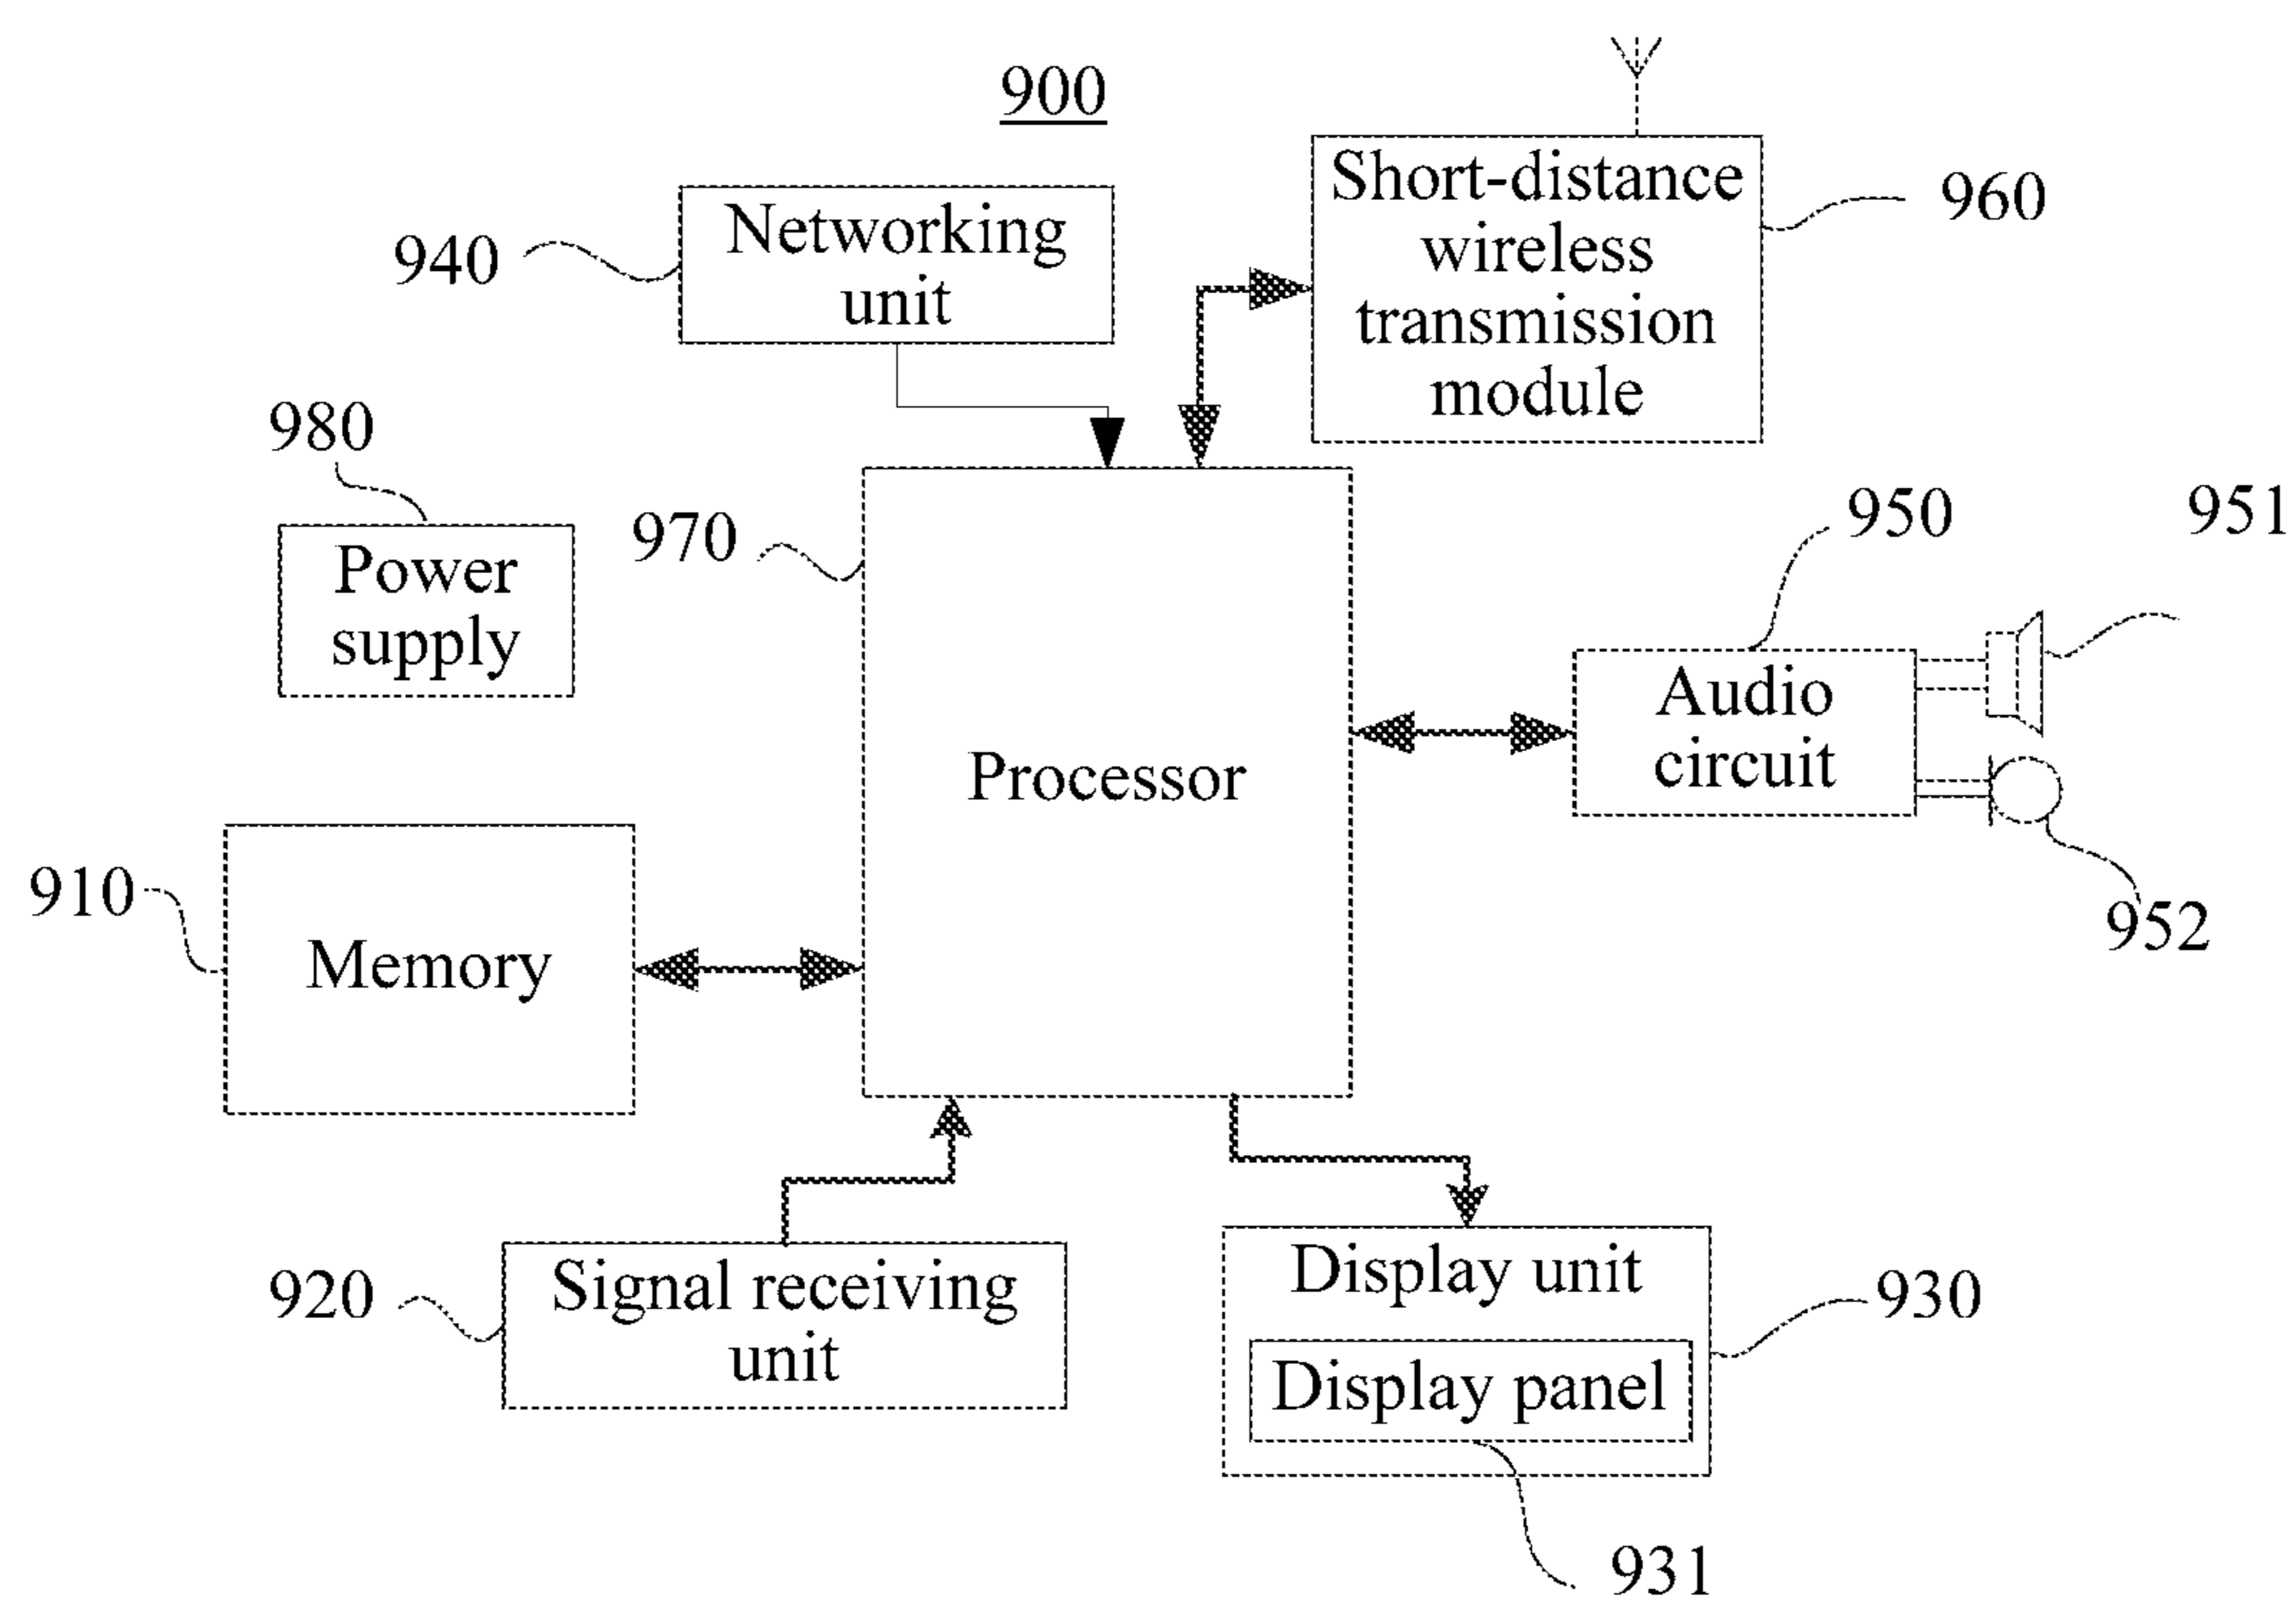 900
Short-distance
wireless
transmission
module
960
Networking
unit
940
980
Power
supply
970
Processor
950
951
Audio
circuit
952
910
Memory
920
Signal receiving
unit
Display unit
930
Display panel
931